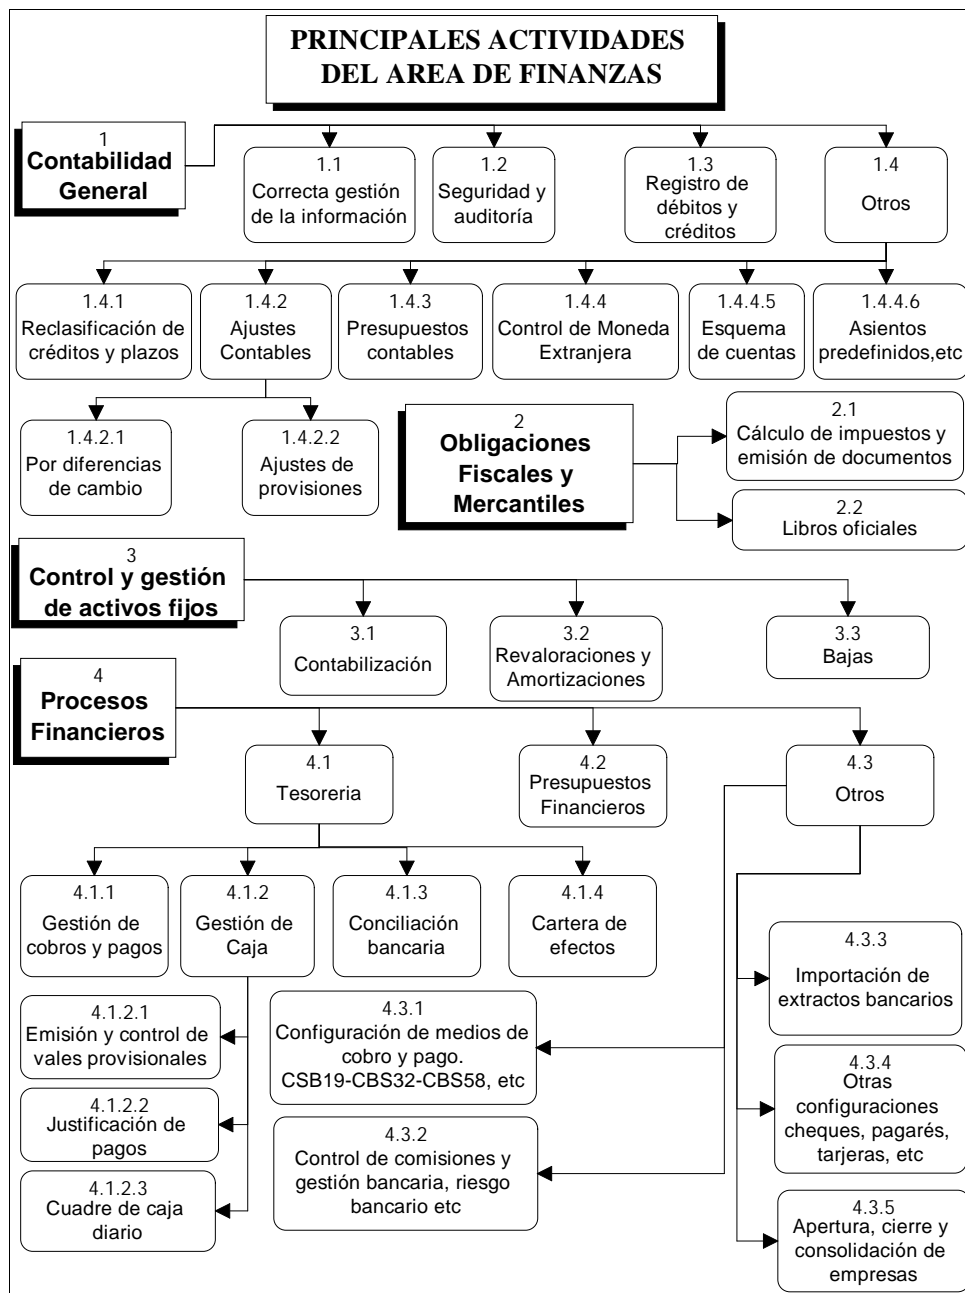 PRINCIPALES ACTIVIDADES
DEL AREA DE FINANZAS
1
Contabilidad
General
1.1
Correcta gestión
de la información
1.2
Seguridad y
auditoría
1.3
Registro de
débitos y
créditos
1.4
Otros
1.4.1
Reclasificación de
créditos y plazos
1.4.2
Ajustes
Contables
1.4.3
Presupuestos
contables
1.4.4
Control de Moneda
Extranjera
1.4.4.5
Esquema
de cuentas
1.4.4.6
Asientos
predefinidos,etc
1.4.2.1
Por diferencias
de cambio
1.4.2.2
Ajustes de
provisiones
2
Obligaciones
Fiscales y
Mercantiles
2.1
Cálculo de impuestos y
emisión de documentos
2.2
Libros oficiales
3
Control y gestión
de activos fijos
3.1
Contabilización
3.2
Revaloraciones y
Amortizaciones
3.3
Bajas
4
Procesos
Financieros
4.1
Tesoreria
4.2
Presupuestos
Financieros
4.3
Otros
4.1.1
Gestión de
cobros y pagos
4.1.2
Gestión de
Caja
4.1.3
Conciliación
bancaria
4.1.4
Cartera de
efectos
4.1.2.1
Emisión y control de
vales provisionales
4.1.2.2
Justificación de
pagos
4.1.2.3
Cuadre de caja
diario
4.3.1
Configuración de medios de
cobro y pago.
CSB19-CBS32-CBS58, etc
4.3.2
Control de comisiones y
gestión bancaria, riesgo
bancario etc
4.3.3
Importación de
extractos bancarios
4.3.4
Otras
configuraciones
cheques, pagarés,
tarjeras, etc
4.3.5
Apertura, cierre y
consolidación de
empresas